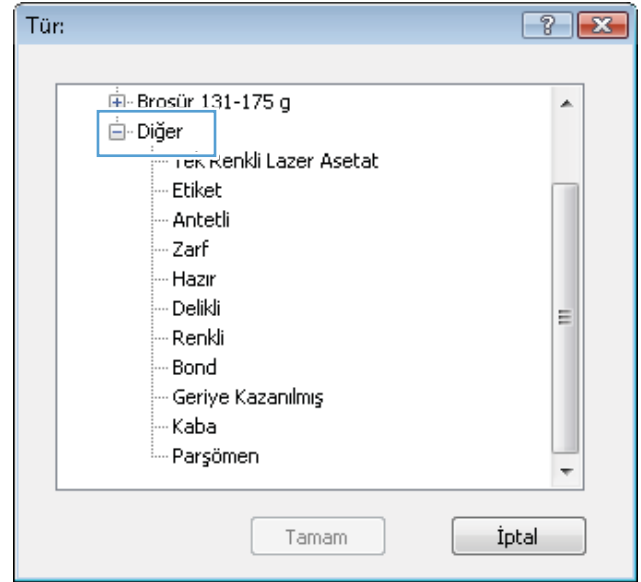 Tür:
Broşür 131-175 g
Diğer
Tek Renkli Lazer Asetat
Etiket
Antetli
Zarf
Hazır
Delikli
Renkli
Bond
Geriye Kazanılmış
Kaba
Parşömen
Tamam
İptal